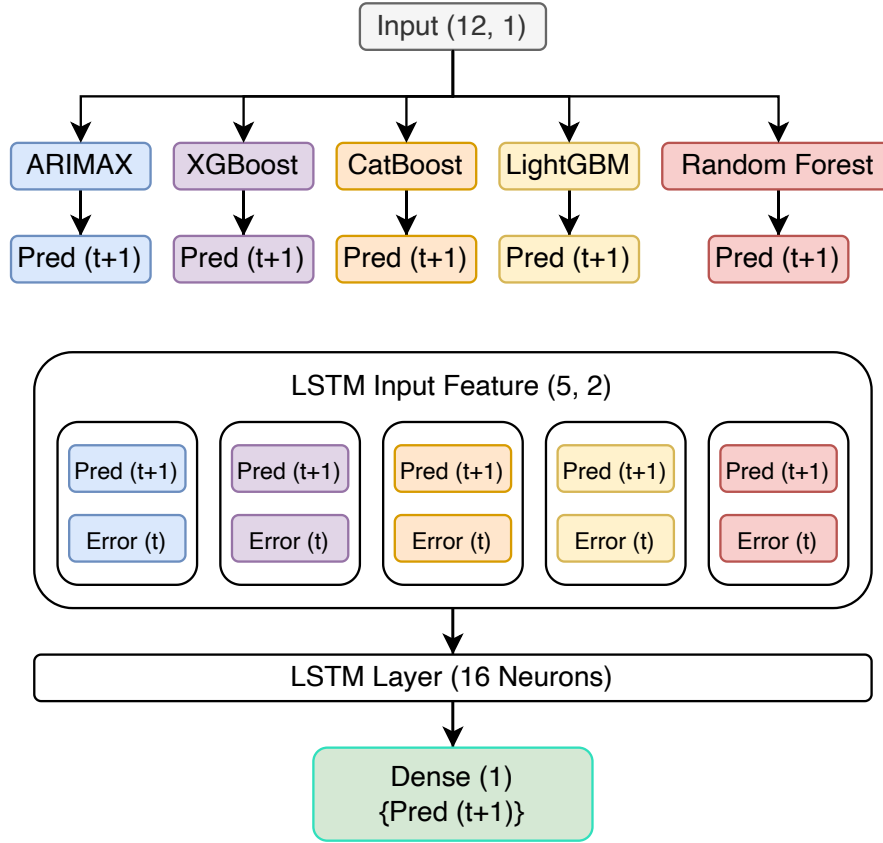 Input (12, 1)
ARIMAX
XGBoost
CatBoost
LightGBM
Random Forest
Pred (t+1)
Pred (t+1)
Pred (t+1)
Pred (t+1)
Pred (t+1)
LSTM Input Feature (5, 2)
Pred (t+1)
Pred (t+1)
Pred (t+1)
Pred (t+1)
Pred (t+1)
Error (t)
Error (t)
Error (t)
Error (t)
Error (t)
LSTM Layer (16 Neurons)
Dense (1)
{Pred (t+1)}